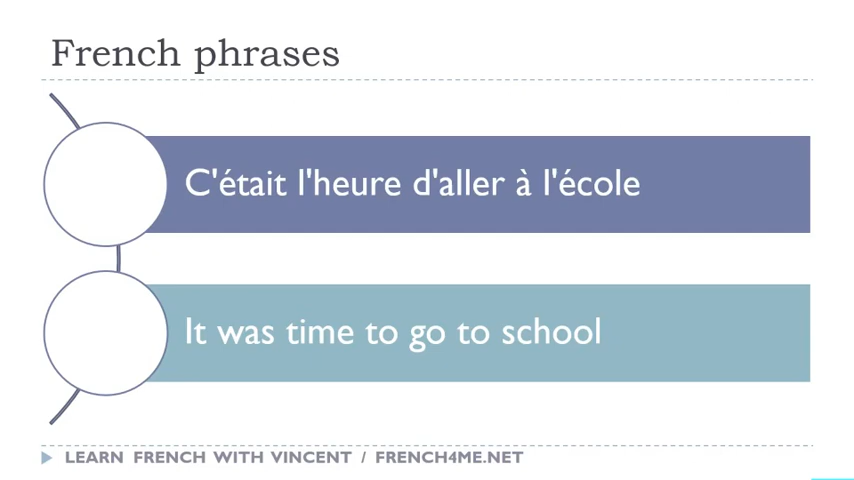 French phrases
C'était l'heure d'aller à l'école
It was time to go to school
LEARN FRENCH WITH VINCENT / FRENCH4ME.NET